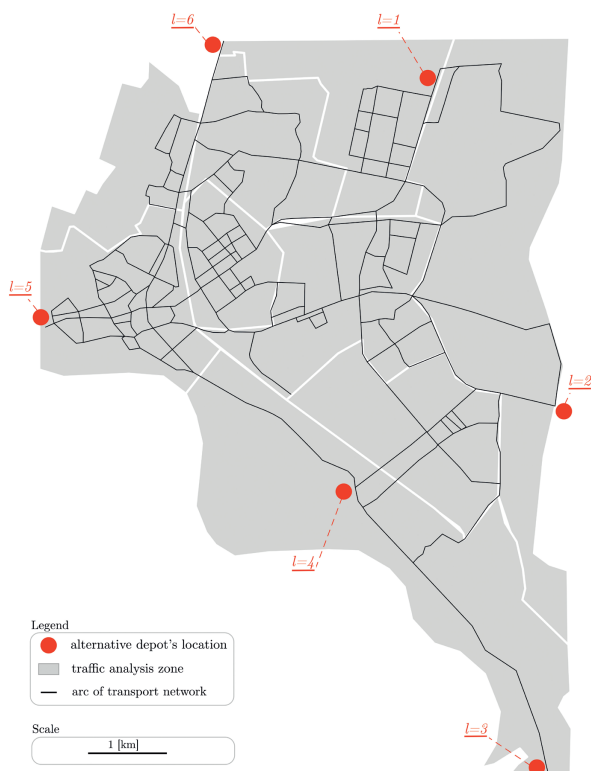 l=6
l=1
l=5
l=2
l=4
Legend
alternative depot's location
traffic analysis zone
arc of transport network
Scale
1 [km]
l=3